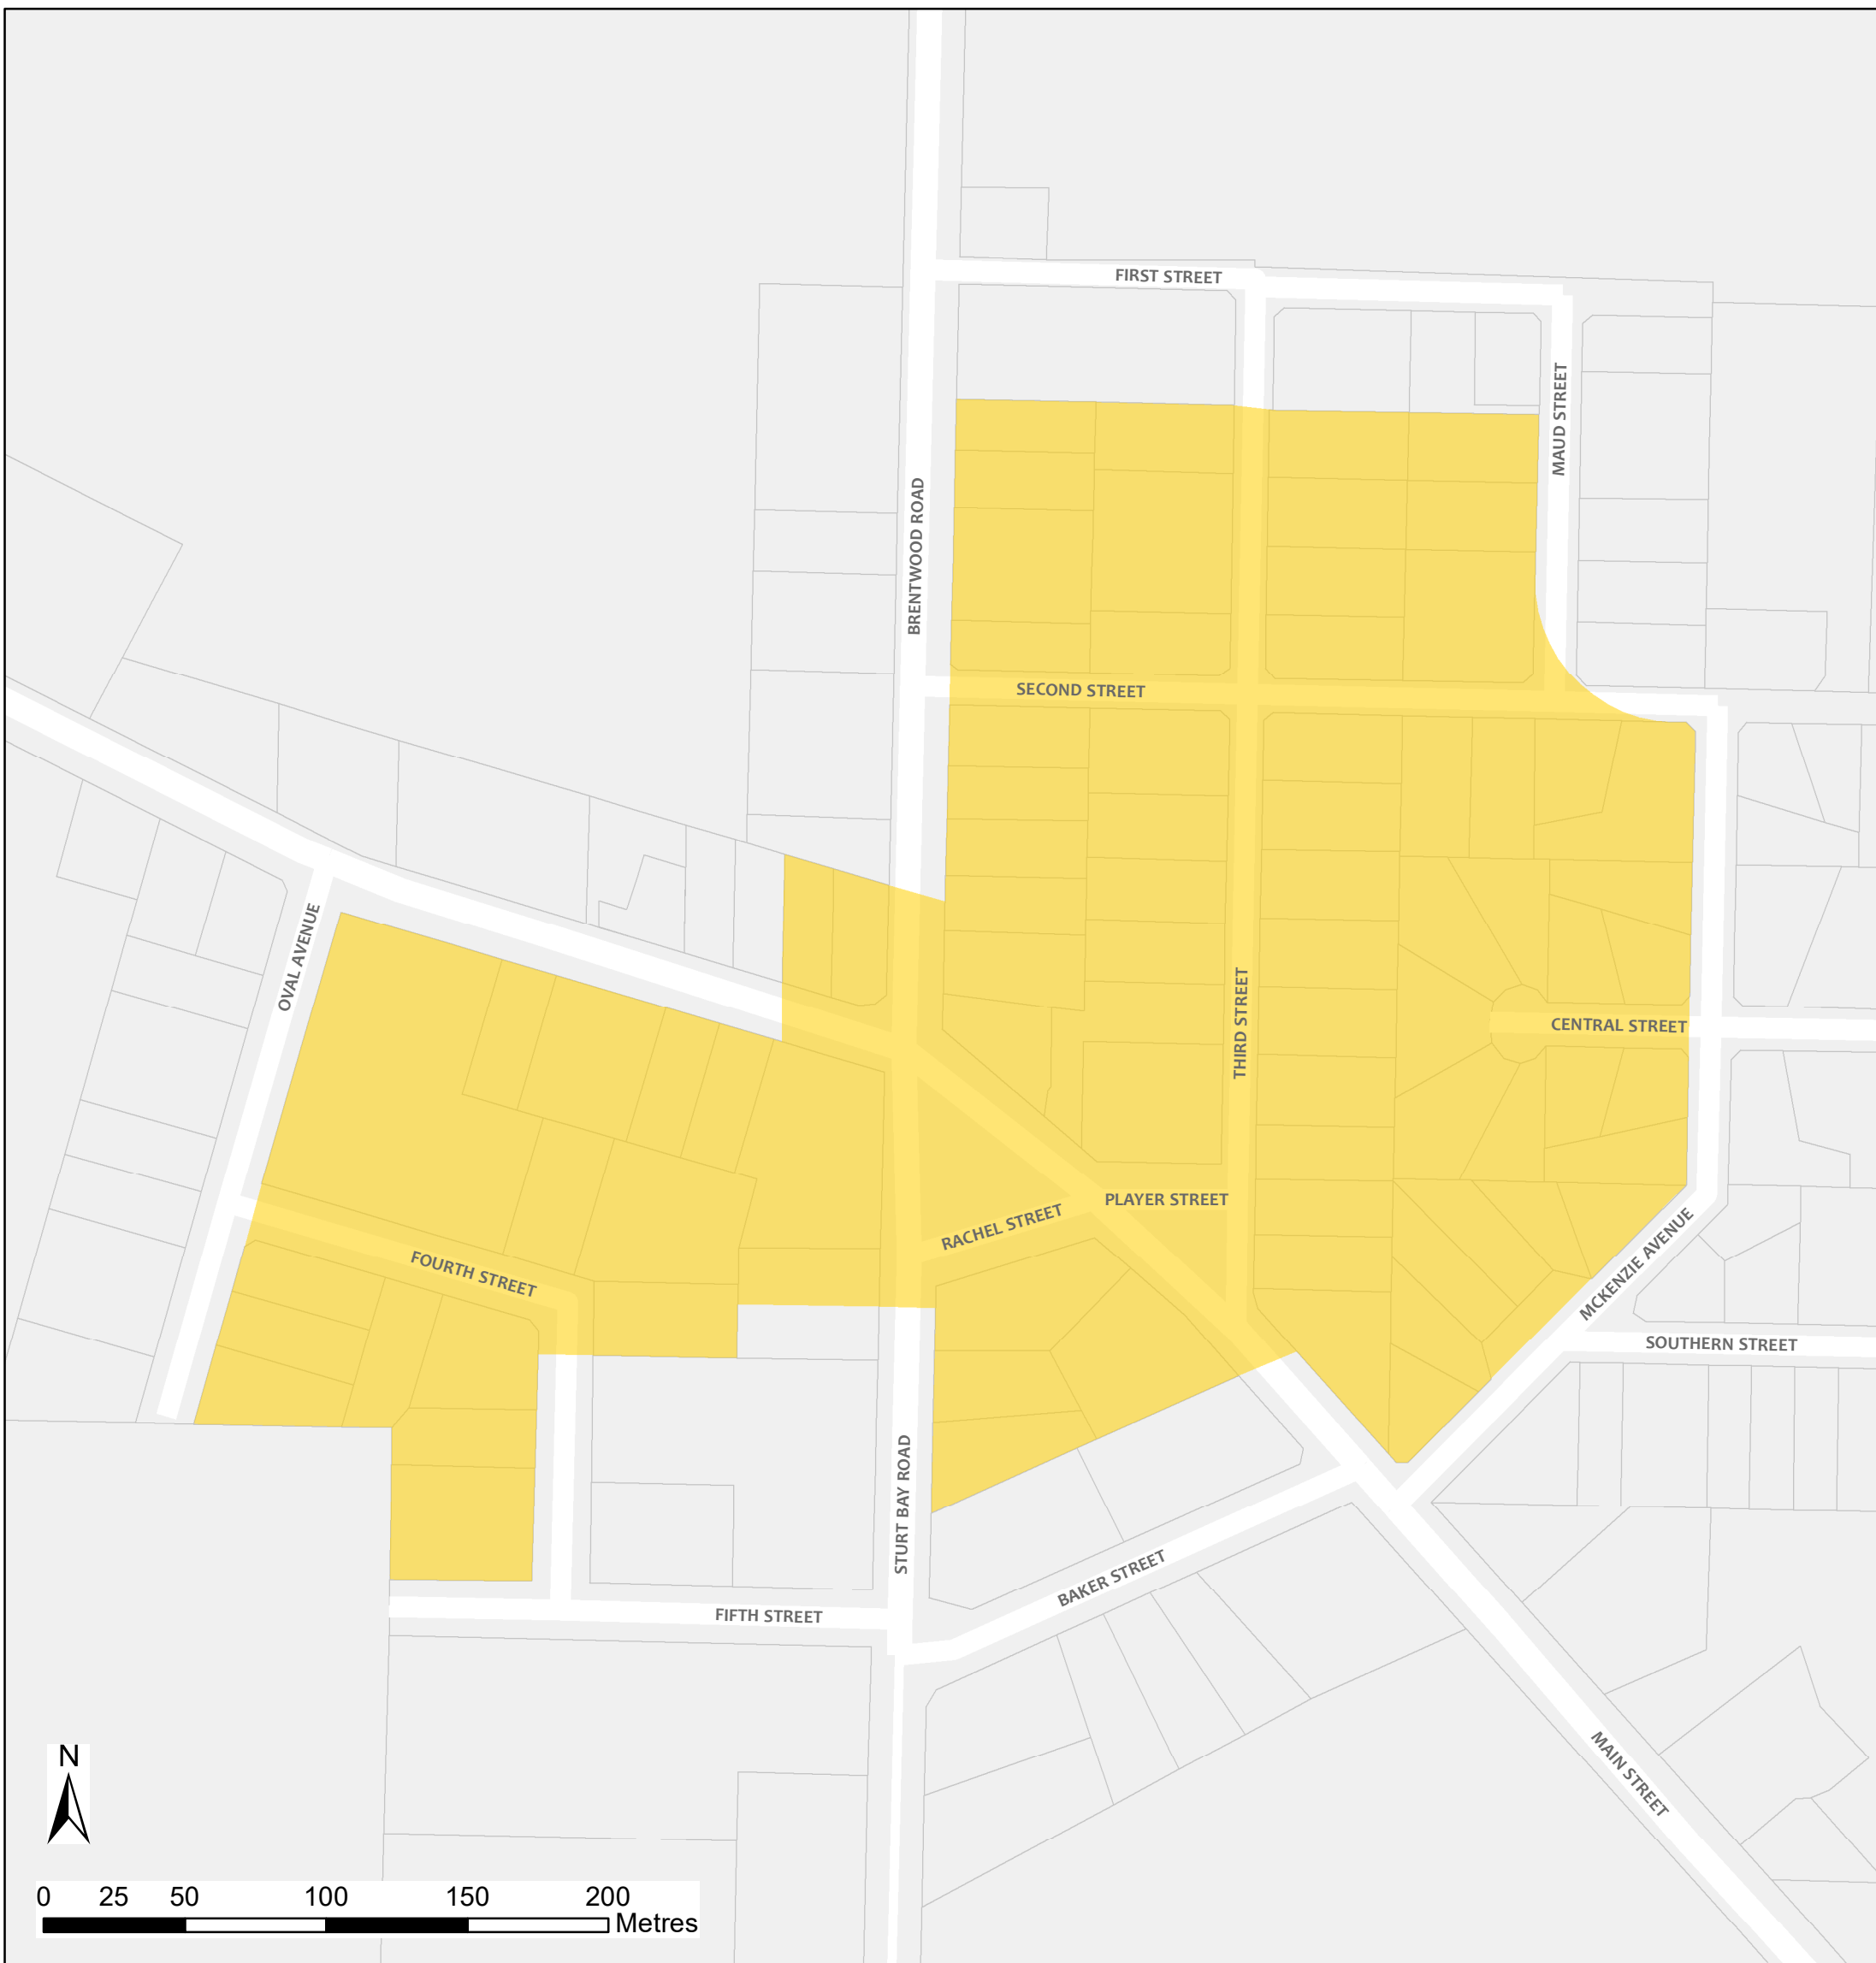 FIRST STREET
MAUD STREET
BRENTWOOD ROAD
SECOND STREET
OVAL AVENUE
THIRD STREET
CENTRAL STREET
PLAYER STREET
RACHEL STREET
FOURTH STREET
MCKENZIE AVENUE
SOUTHERN STREET
STURT BAY ROAD
BAKER STREET
FIFTH STREET
MAIN STREET
N
0 25 50 100 150 200
Metres